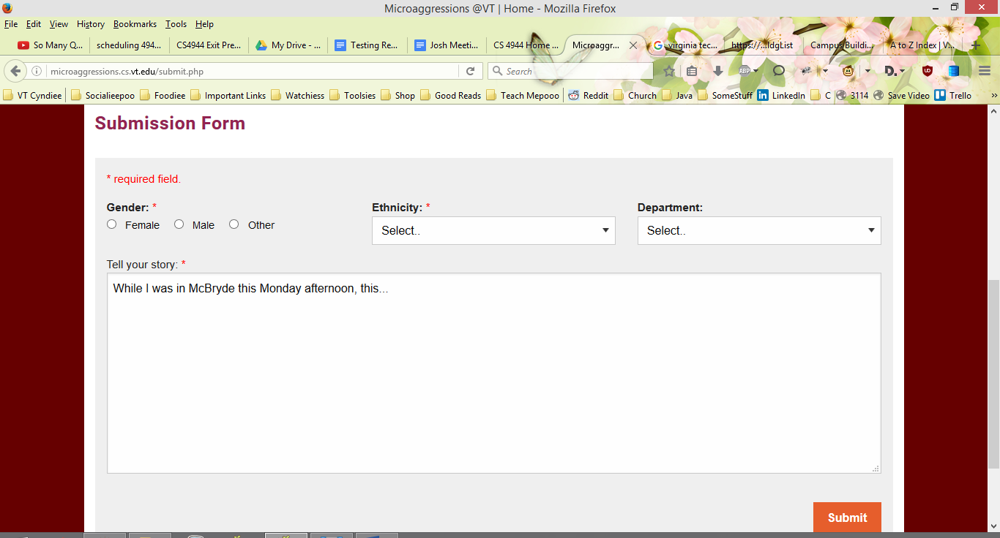 Microaggressions @VT | Home - Mozilla Firefox
File Edit View History Bookmarks Tools Help
So Many Q... scheduling 494... CS4944 Exit Pre... My Drive - ... Testing Re... Josh Meeti... CS 4944 Home ... Microaggr... virginia tec... https://...ldgList Campus Buildi... A to Z Index | V...
microaggressions.cs.vt.edu/submit.php Search ABP D. UD
VT Cyndiee Socialieepoo Foodiee Important Links Watchiess Toolsies Shop Good Reads Teach Mepooo Reddit Church Java SomeStuff LinkedIn C 3114 Save Video Trello
Submission Form
* required field.
Gender: * Ethnicity: * Department:
Female Male Other Select.. Select..
Tell your story: *
While I was in McBryde this Monday afternoon, this...
Submit